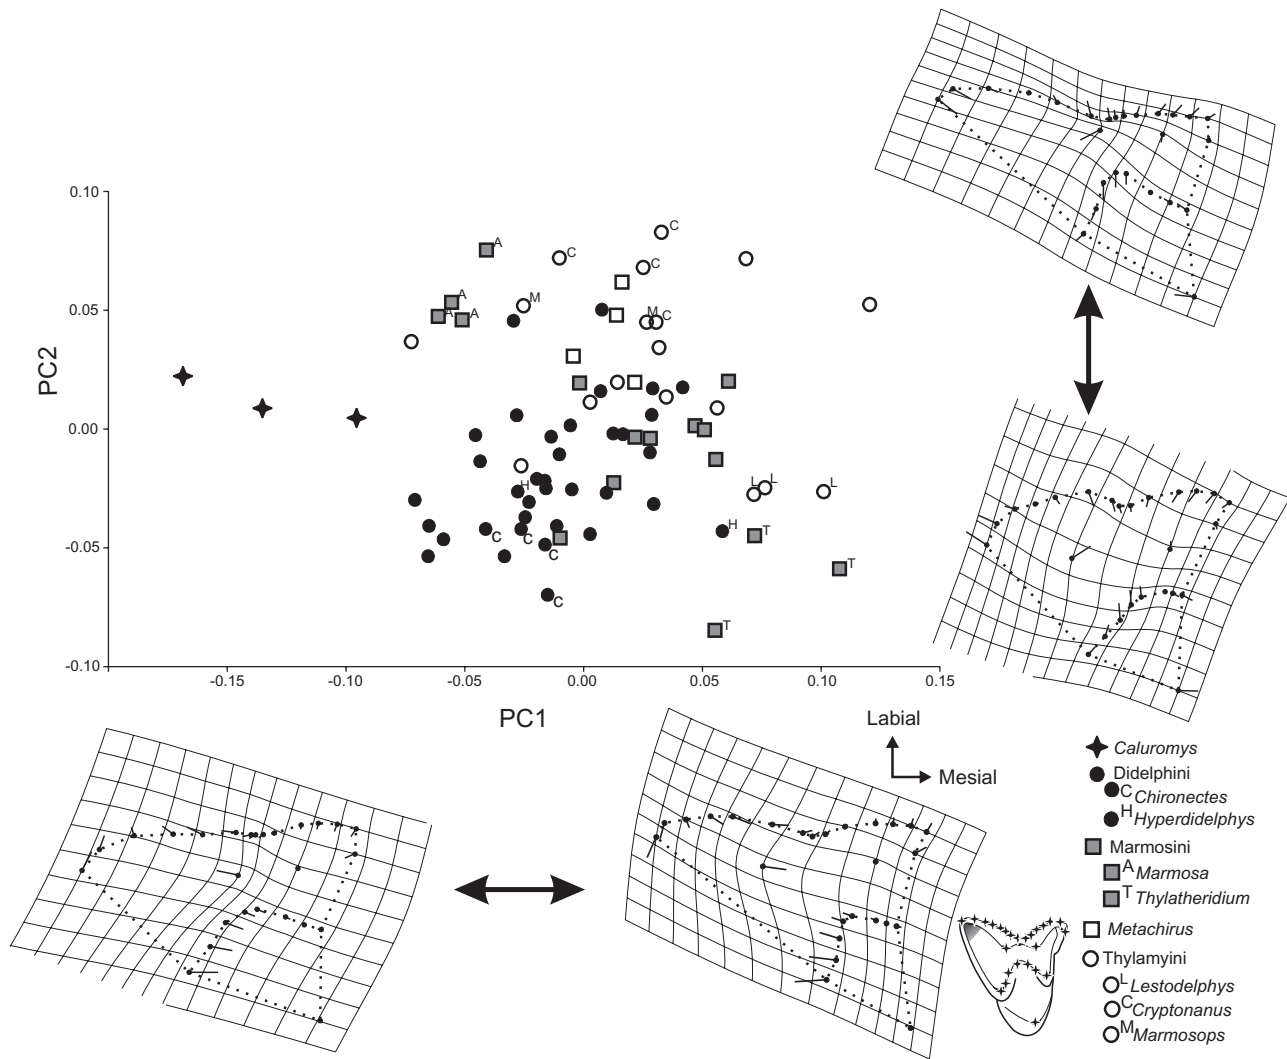 PC2
0.10
0.05
0.00
-0.05
-0.10
A
A
A
A
C
C
C
M
M
C
H
C
C
C
C
H
L
L
L
T
T
T
-0.15
-0.10
-0.05
0.00
0.05
0.10
0.15
PC1
Labial
Mesial
Caluromys
Didelphini
C Chironectes
H Hyperdidelphys
Marmosini
A Marmosa
T Thylatheridium
Metachirus
Thylamyini
L Lestodelphys
C Cryptonanus
M Marmosops